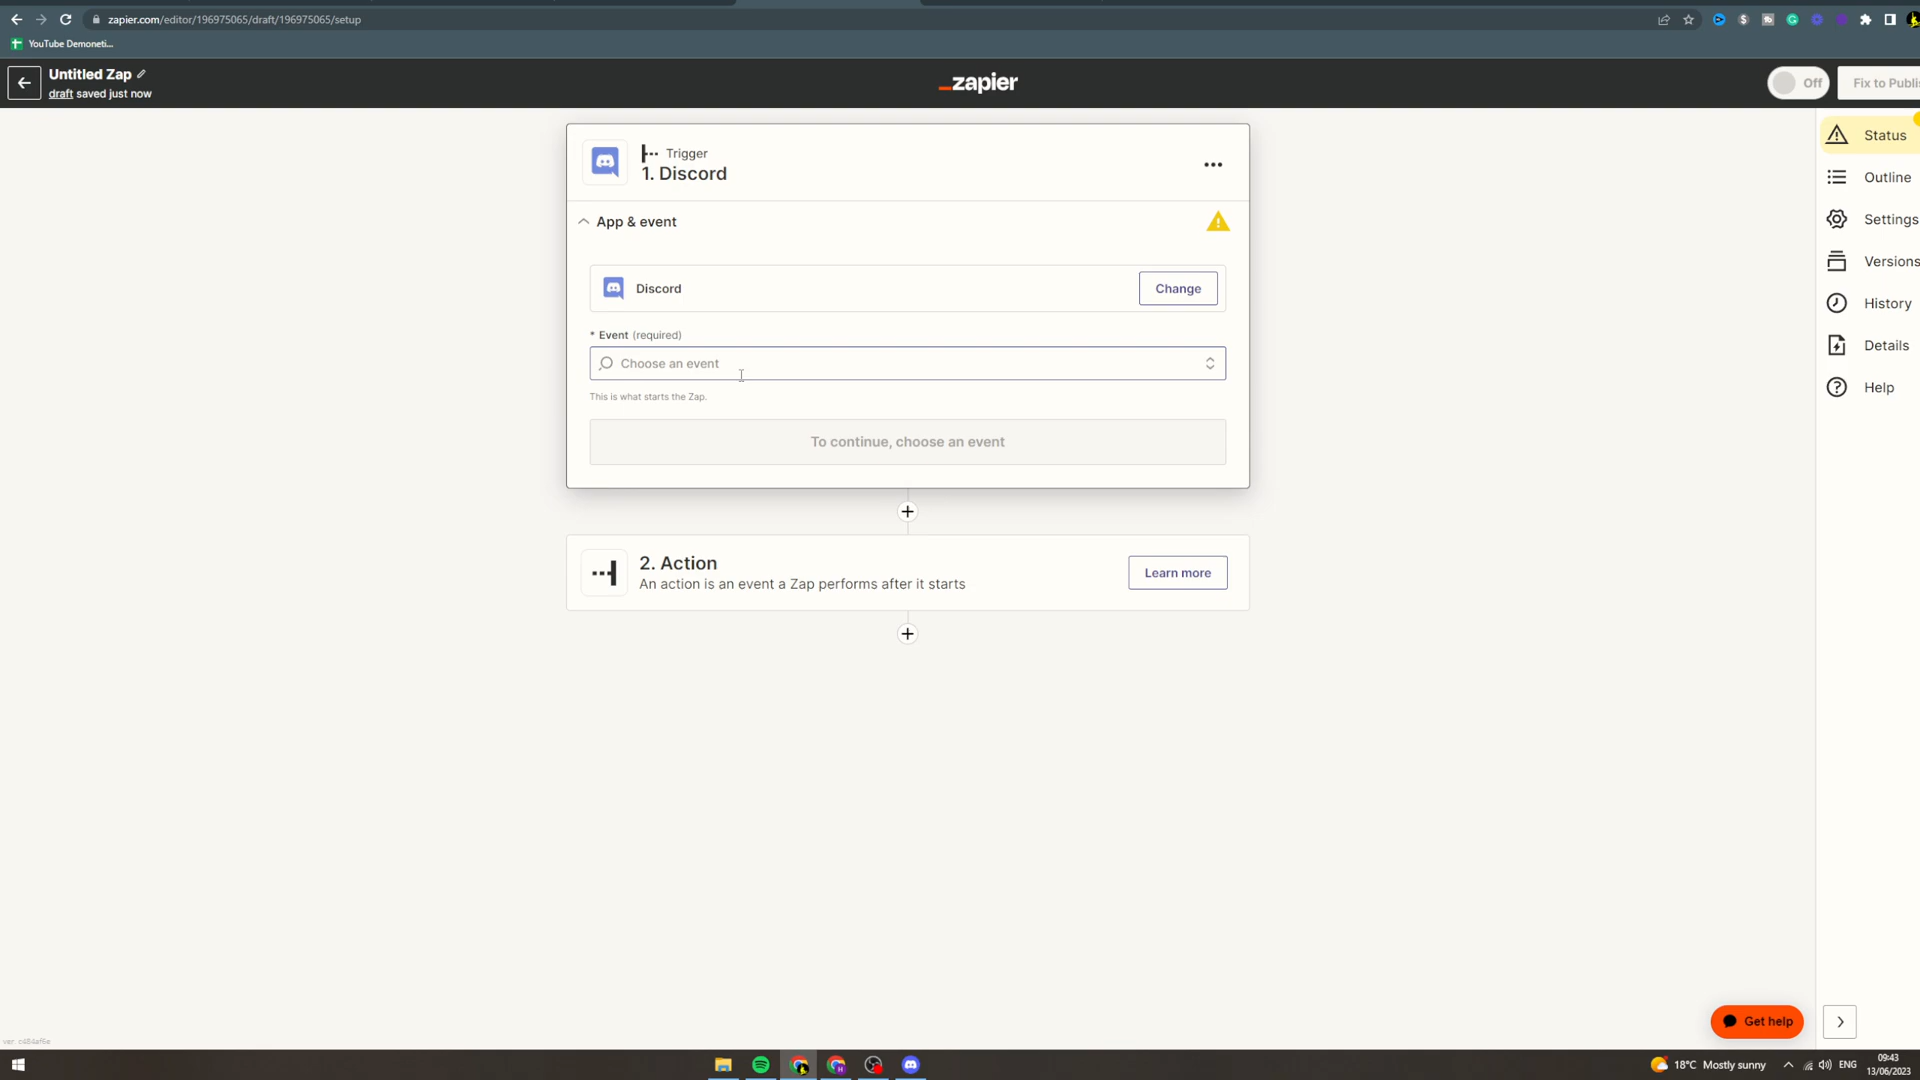 zapier.com/editor/196975065/draft/196975065/setup
YouTube Demoneti...
Untitled Zap
draft saved just now
zapier
Off
Fix to Publi
Trigger
1. Discord
App & event
Discord
Change
* Event (required)
Choose an event
This is what starts the Zap.
To continue, choose an event
2. Action
An action is an event a Zap performs after it starts
Learn more
Status
Outline
Settings
Versions
History
Details
Help
Get help
ver. c484af5e
18°C Mostly sunny
ENG
09:43
13/06/2023